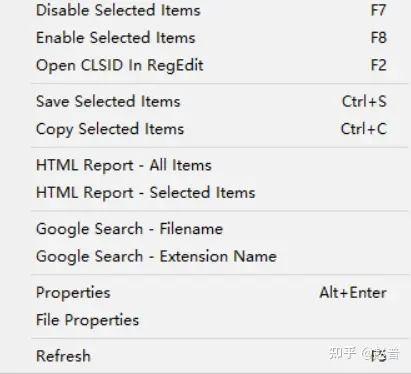 Disable Selected Items F7
Enable Selected Items F8
Open CLSID In RegEdit F2
Save Selected Items Ctrl+S
Copy Selected Items Ctrl+C
HTML Report - All Items
HTML Report - Selected Items
Google Search - Filename
Google Search - Extension Name
Properties Alt+Enter
File Properties
Refresh F5
知乎